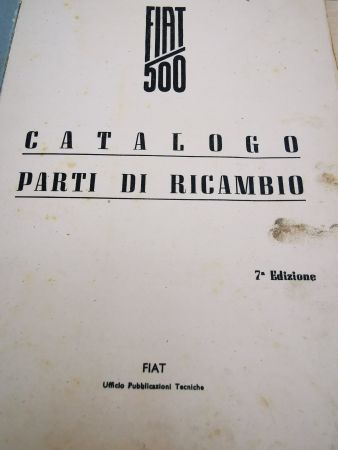 FIAT
500
CATALOGO
PARTI DI RICAMBIO
7ª Edizione
FIAT
Ufficio Pubblicazioni Tecniche